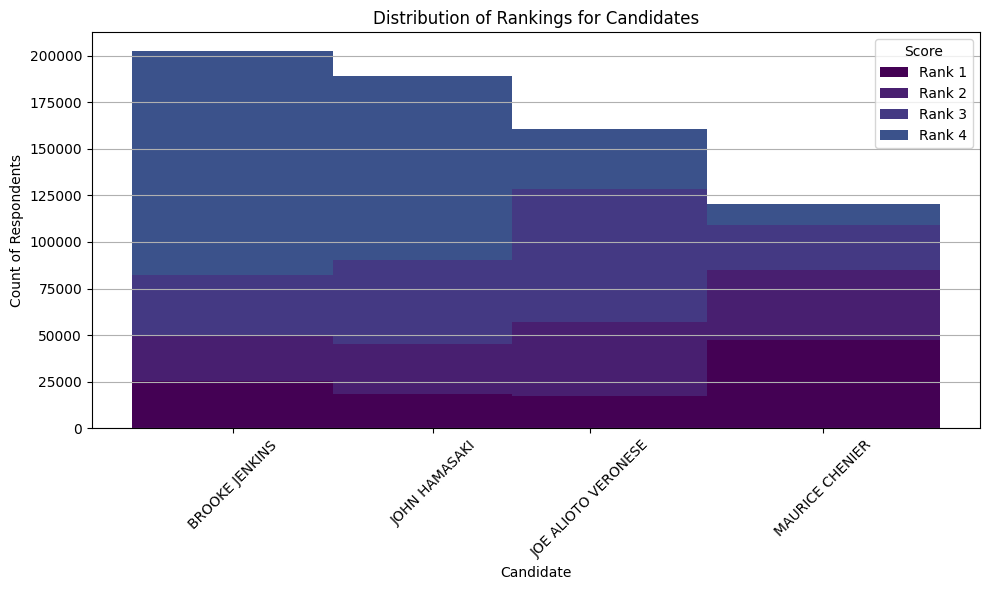 Distribution of Rankings for Candidates
Score
Rank 1
Rank 2
Rank 3
Rank 4
Count of Respondents
200000
175000
150000
125000
100000
75000
50000
25000
0
BROOKE JENKINS
JOHN HAMASAKI
JOE ALIOTO VERONESE
MAURICE CHENIER
Candidate